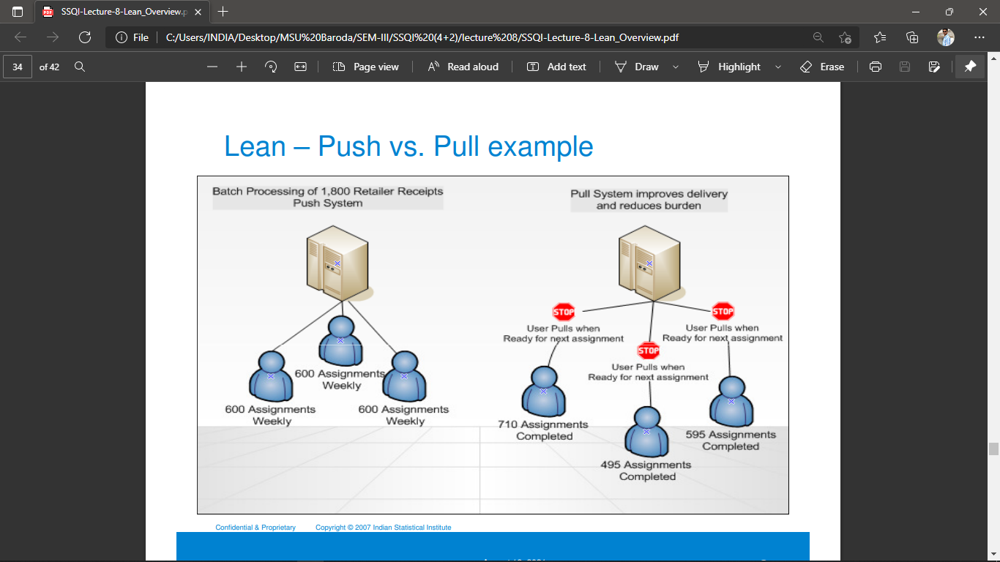 SSQI-Lecture-8-Lean_Overview.p
File
C:/Users/INDIA/Desktop/MSU%20Baroda/SEM-III/SSQI%20(4+2)/lecture%208/SSQI-Lecture-8-Lean_Overview.pdf
34 of 42
Page view
Read aloud
Add text
Draw
Highlight
Erase
Lean – Push vs. Pull example
Batch Processing of 1,800 Retailer Receipts
Push System
600 Assignments
Weekly
600 Assignments
Weekly
600 Assignments
Weekly
Pull System improves delivery
and reduces burden
STOP
User Pulls when
Ready for next assignment
STOP
User Pulls when
Ready for next assignment
STOP
User Pulls when
Ready for next assignment
710 Assignments
Completed
495 Assignments
Completed
595 Assignments
Completed
Confidential & Proprietary
Copyright © 2007 Indian Statistical Institute